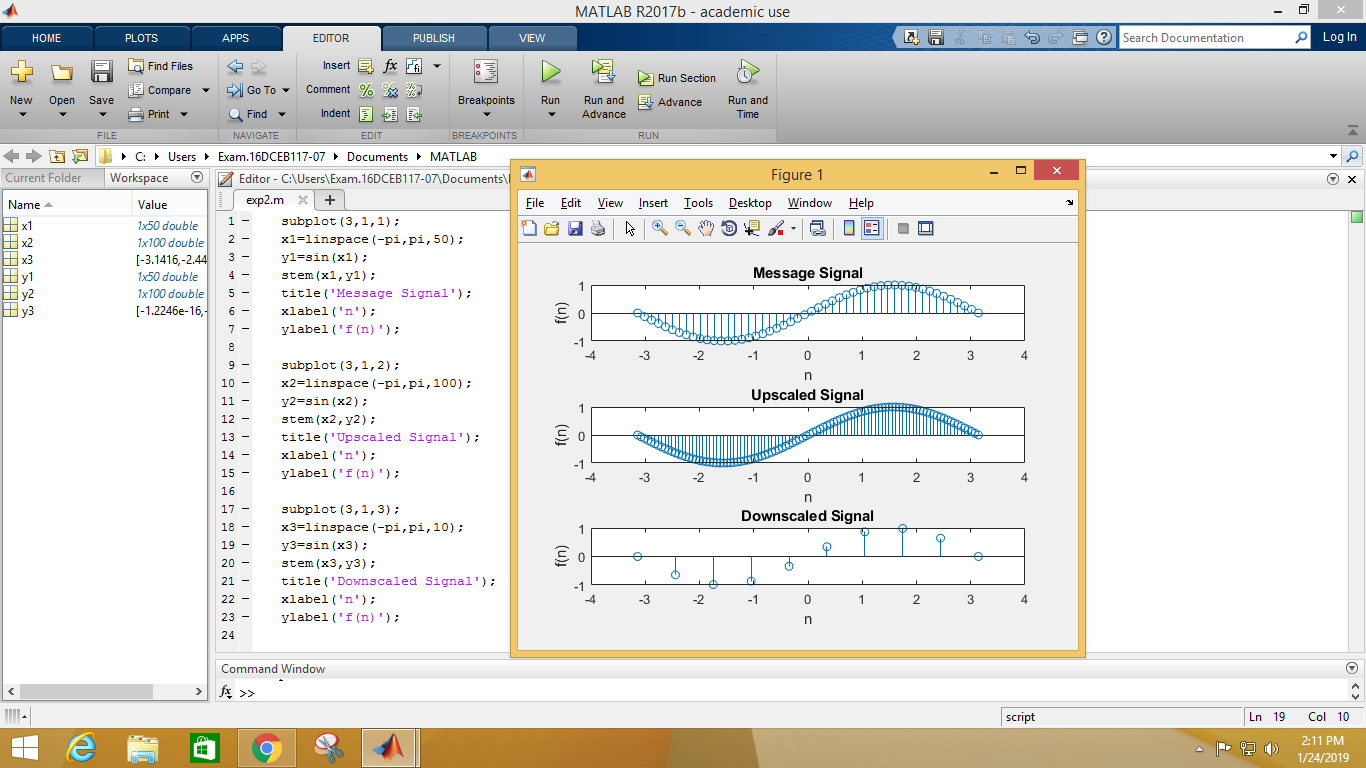 MATLAB R2017b - academic use
HOME PLOTS APPS EDITOR PUBLISH VIEW
Search Documentation
Log In
New
Open
Save
Find Files
Compare
Print
FILE
Go To
Find
NAVIGATE
Insert
fx
Comment
Indent
EDIT
Breakpoints
BREAKPOINTS
Run
Run and Advance
Run Section
Advance
Run and Time
RUN
C: Users Exam.16DCEB117-07 Documents MATLAB
Current Folder Workspace
Name Value
x1 1x50 double
x2 1x100 double
x3 [-3.1416,-2.44
y1 1x50 double
y2 1x100 double
y3 [-1.2246e-16,-
Editor - C:\Users\Exam.16DCEB117-07\Documents\
exp2.m
1 – subplot(3,1,1);
2 – x1=linspace(-pi,pi,50);
3 – y1=sin(x1);
4 – stem(x1,y1);
5 – title('Message Signal');
6 – xlabel('n');
7 – ylabel('f(n)');
8
9 – subplot(3,1,2);
10 – x2=linspace(-pi,pi,100);
11 – y2=sin(x2);
12 – stem(x2,y2);
13 – title('Upscaled Signal');
14 – xlabel('n');
15 – ylabel('f(n)');
16
17 – subplot(3,1,3);
18 – x3=linspace(-pi,pi,10);
19 – y3=sin(x3);
20 – stem(x3,y3);
21 – title('Downscaled Signal');
22 – xlabel('n');
23 – ylabel('f(n)');
24
Figure 1
File Edit View Insert Tools Desktop Window Help
Message Signal
f(n)
1
0
-1
-4 -3 -2 -1 0 1 2 3 4
n
Upscaled Signal
f(n)
1
0
-1
-4 -3 -2 -1 0 1 2 3 4
n
Downscaled Signal
f(n)
1
0
-1
-4 -3 -2 -1 0 1 2 3 4
n
Command Window
fx >>
script
Ln 19 Col 10
2:11 PM
1/24/2019